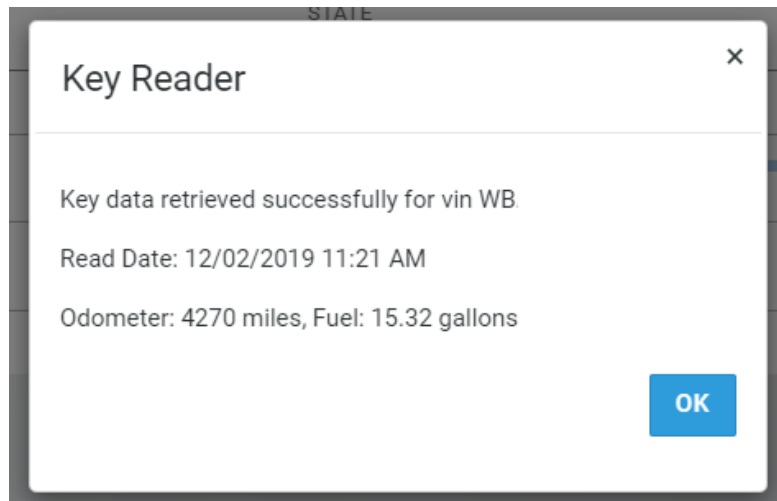 STATE
Key Reader
×
Key data retrieved successfully for vin WB
Read Date: 12/02/2019 11:21 AM
Odometer: 4270 miles, Fuel: 15.32 gallons
OK